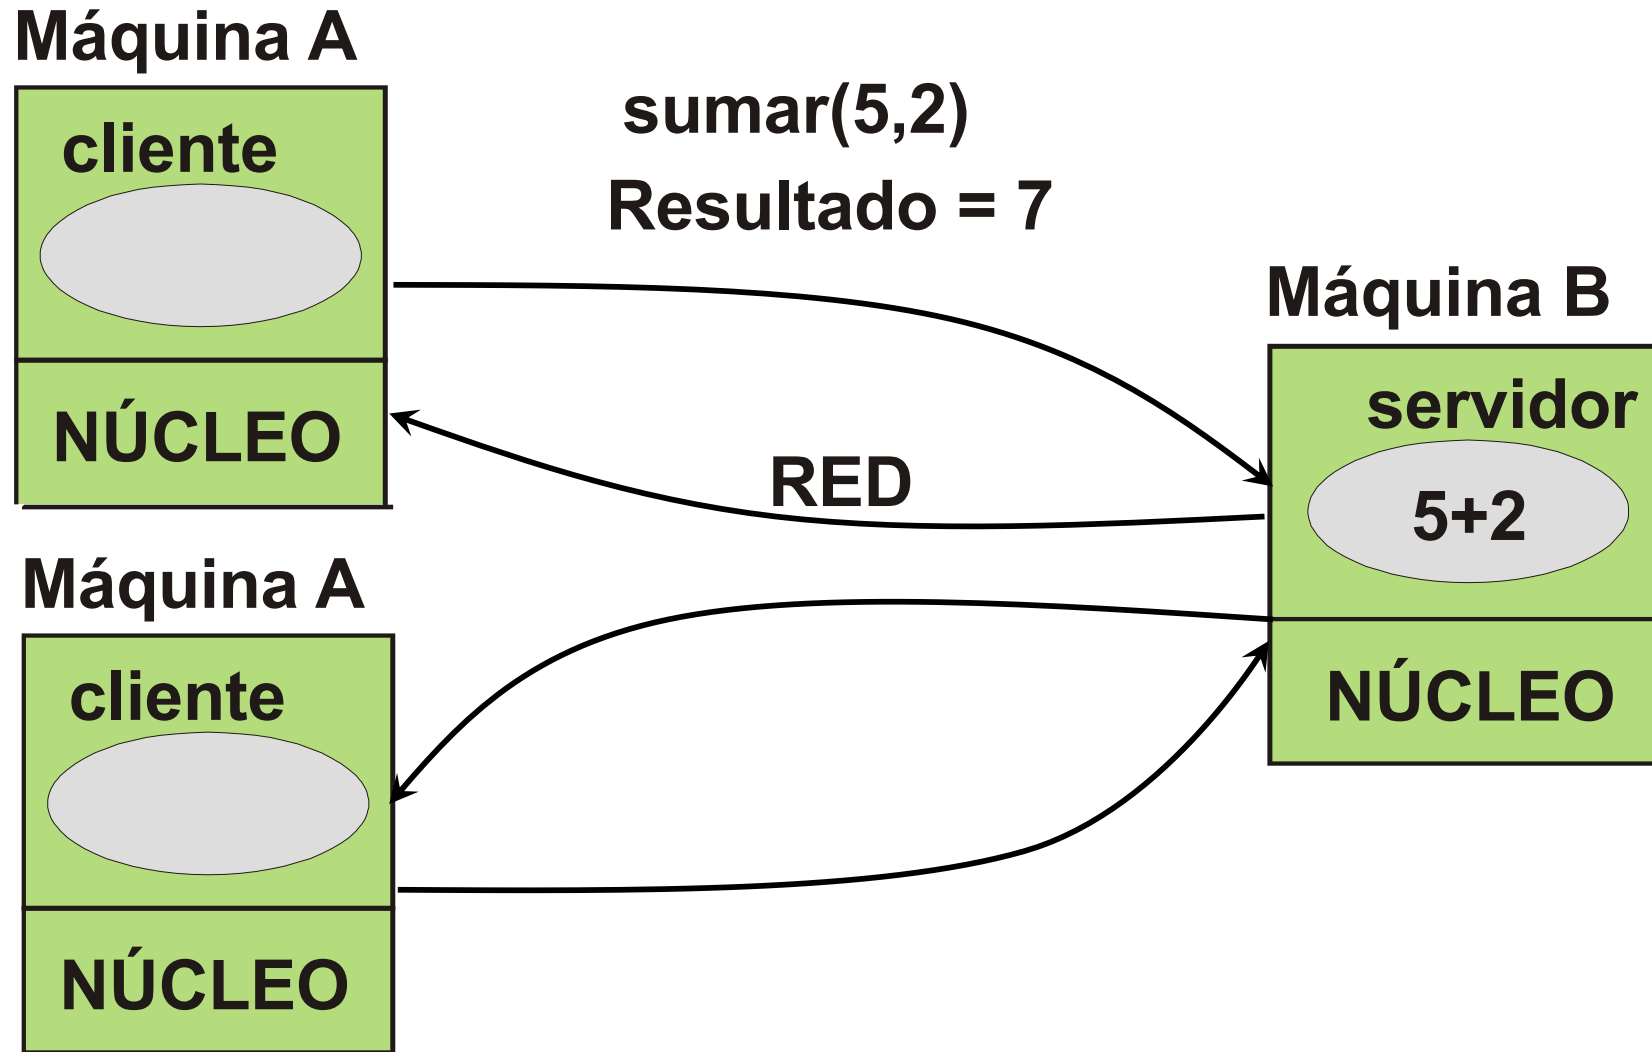 Máquina A
cliente
NÚCLEO
sumar(5,2)
Resultado = 7
RED
Máquina B
servidor
5+2
NÚCLEO
Máquina A
cliente
NÚCLEO